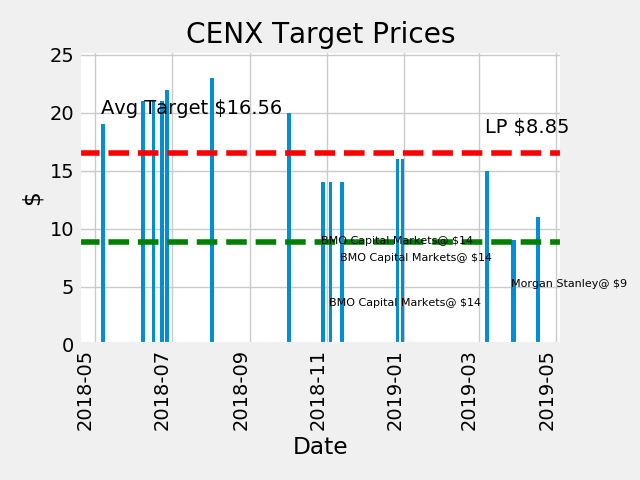 CENX Target Prices
25
Avg Target $16.56
20
LP $8.85
15
$
10
BMO Capital Markets@ $14
BMO Capital Markets@ $14
5
Morgan Stanley@ $9
BMO Capital Markets@ $14
0
2018-05
2018-07
2018-09
2018-11
2019-01
2019-03
2019-05
Date